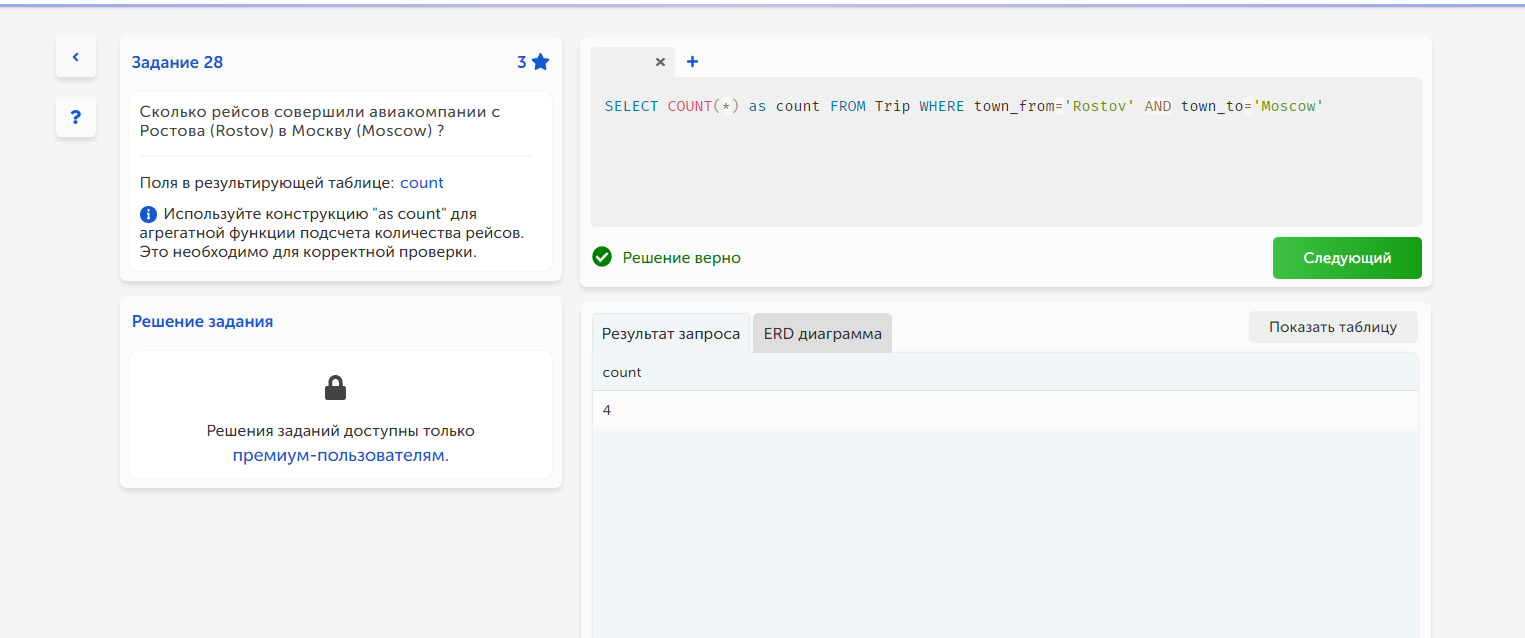 Задание 28
3
Сколько рейсов совершили авиакомпании с
Ростова (Rostov) в Москву (Moscow) ?
Поля в результирующей таблице: count
Используйте конструкцию "as count" для
агрегатной функции подсчета количества рейсов.
Это необходимо для корректной проверки.
Решение задания
Решения заданий доступны только
премиум-пользователям.
SELECT COUNT(*) as count FROM Trip WHERE town_from='Rostov' AND town_to='Moscow'
Решение верно
Следующий
Результат запроса
ERD диаграмма
Показать таблицу
count
4